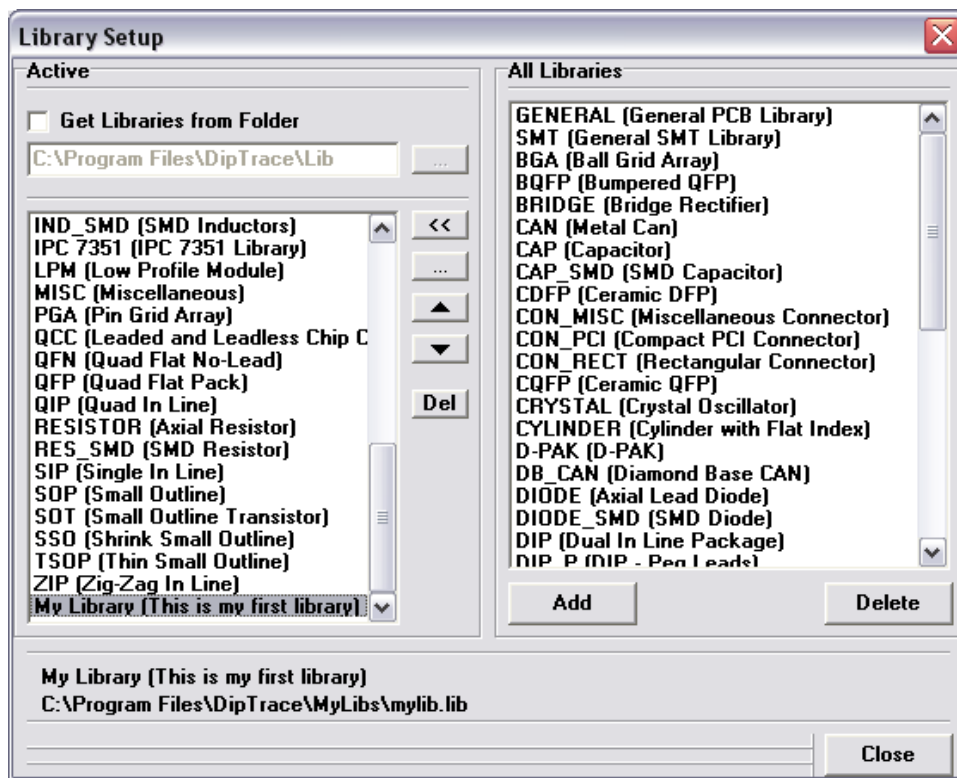 Library Setup
Active
Get Libraries from Folder
C:\Program Files\DipTrace\Lib
...
IND_SMD (SMD Inductors)
IPC 7351 (IPC 7351 Library)
LPM (Low Profile Module)
MISC (Miscellaneous)
PGA (Pin Grid Array)
QCC (Leaded and Leadless Chip C
QFN (Quad Flat No-Lead)
QFP (Quad Flat Pack)
QIP (Quad In Line)
RESISTOR (Axial Resistor)
RES_SMD (SMD Resistor)
SIP (Single In Line)
SOP (Small Outline)
SOT (Small Outline Transistor)
SSO (Shrink Small Outline)
TSOP (Thin Small Outline)
ZIP (Zig-Zag In Line)
My Library (This is my first library)
<<
...
Del
All Libraries
GENERAL (General PCB Library)
SMT (General SMT Library)
BGA (Ball Grid Array)
BQFP (Bumpered QFP)
BRIDGE (Bridge Rectifier)
CAN (Metal Can)
CAP (Capacitor)
CAP_SMD (SMD Capacitor)
CDFP (Ceramic DFP)
CON_MISC (Miscellaneous Connector)
CON_PCI (Compact PCI Connector)
CON_RECT (Rectangular Connector)
CQFP (Ceramic QFP)
CRYSTAL (Crystal Oscillator)
CYLINDER (Cylinder with Flat Index)
D-PAK (D-PAK)
DB_CAN (Diamond Base CAN)
DIODE (Axial Lead Diode)
DIODE_SMD (SMD Diode)
DIP (Dual In Line Package)
DIP_P (DIP - Peg Leads)
Add
Delete
My Library (This is my first library)
C:\Program Files\DipTrace\MyLibs\mylib.lib
Close